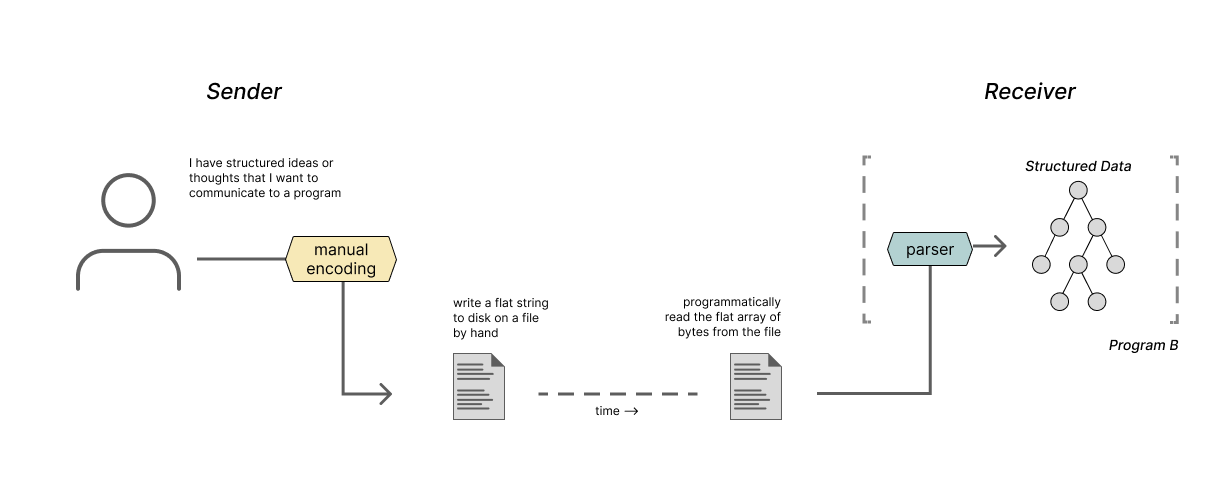 Sender
Receiver
I have structured ideas or
thoughts that I want to
communicate to a program
manual
encoding
write a flat string
to disk on a file
by hand
time →
programmatically
read the flat array of
bytes from the file
parser
Structured Data
Program B